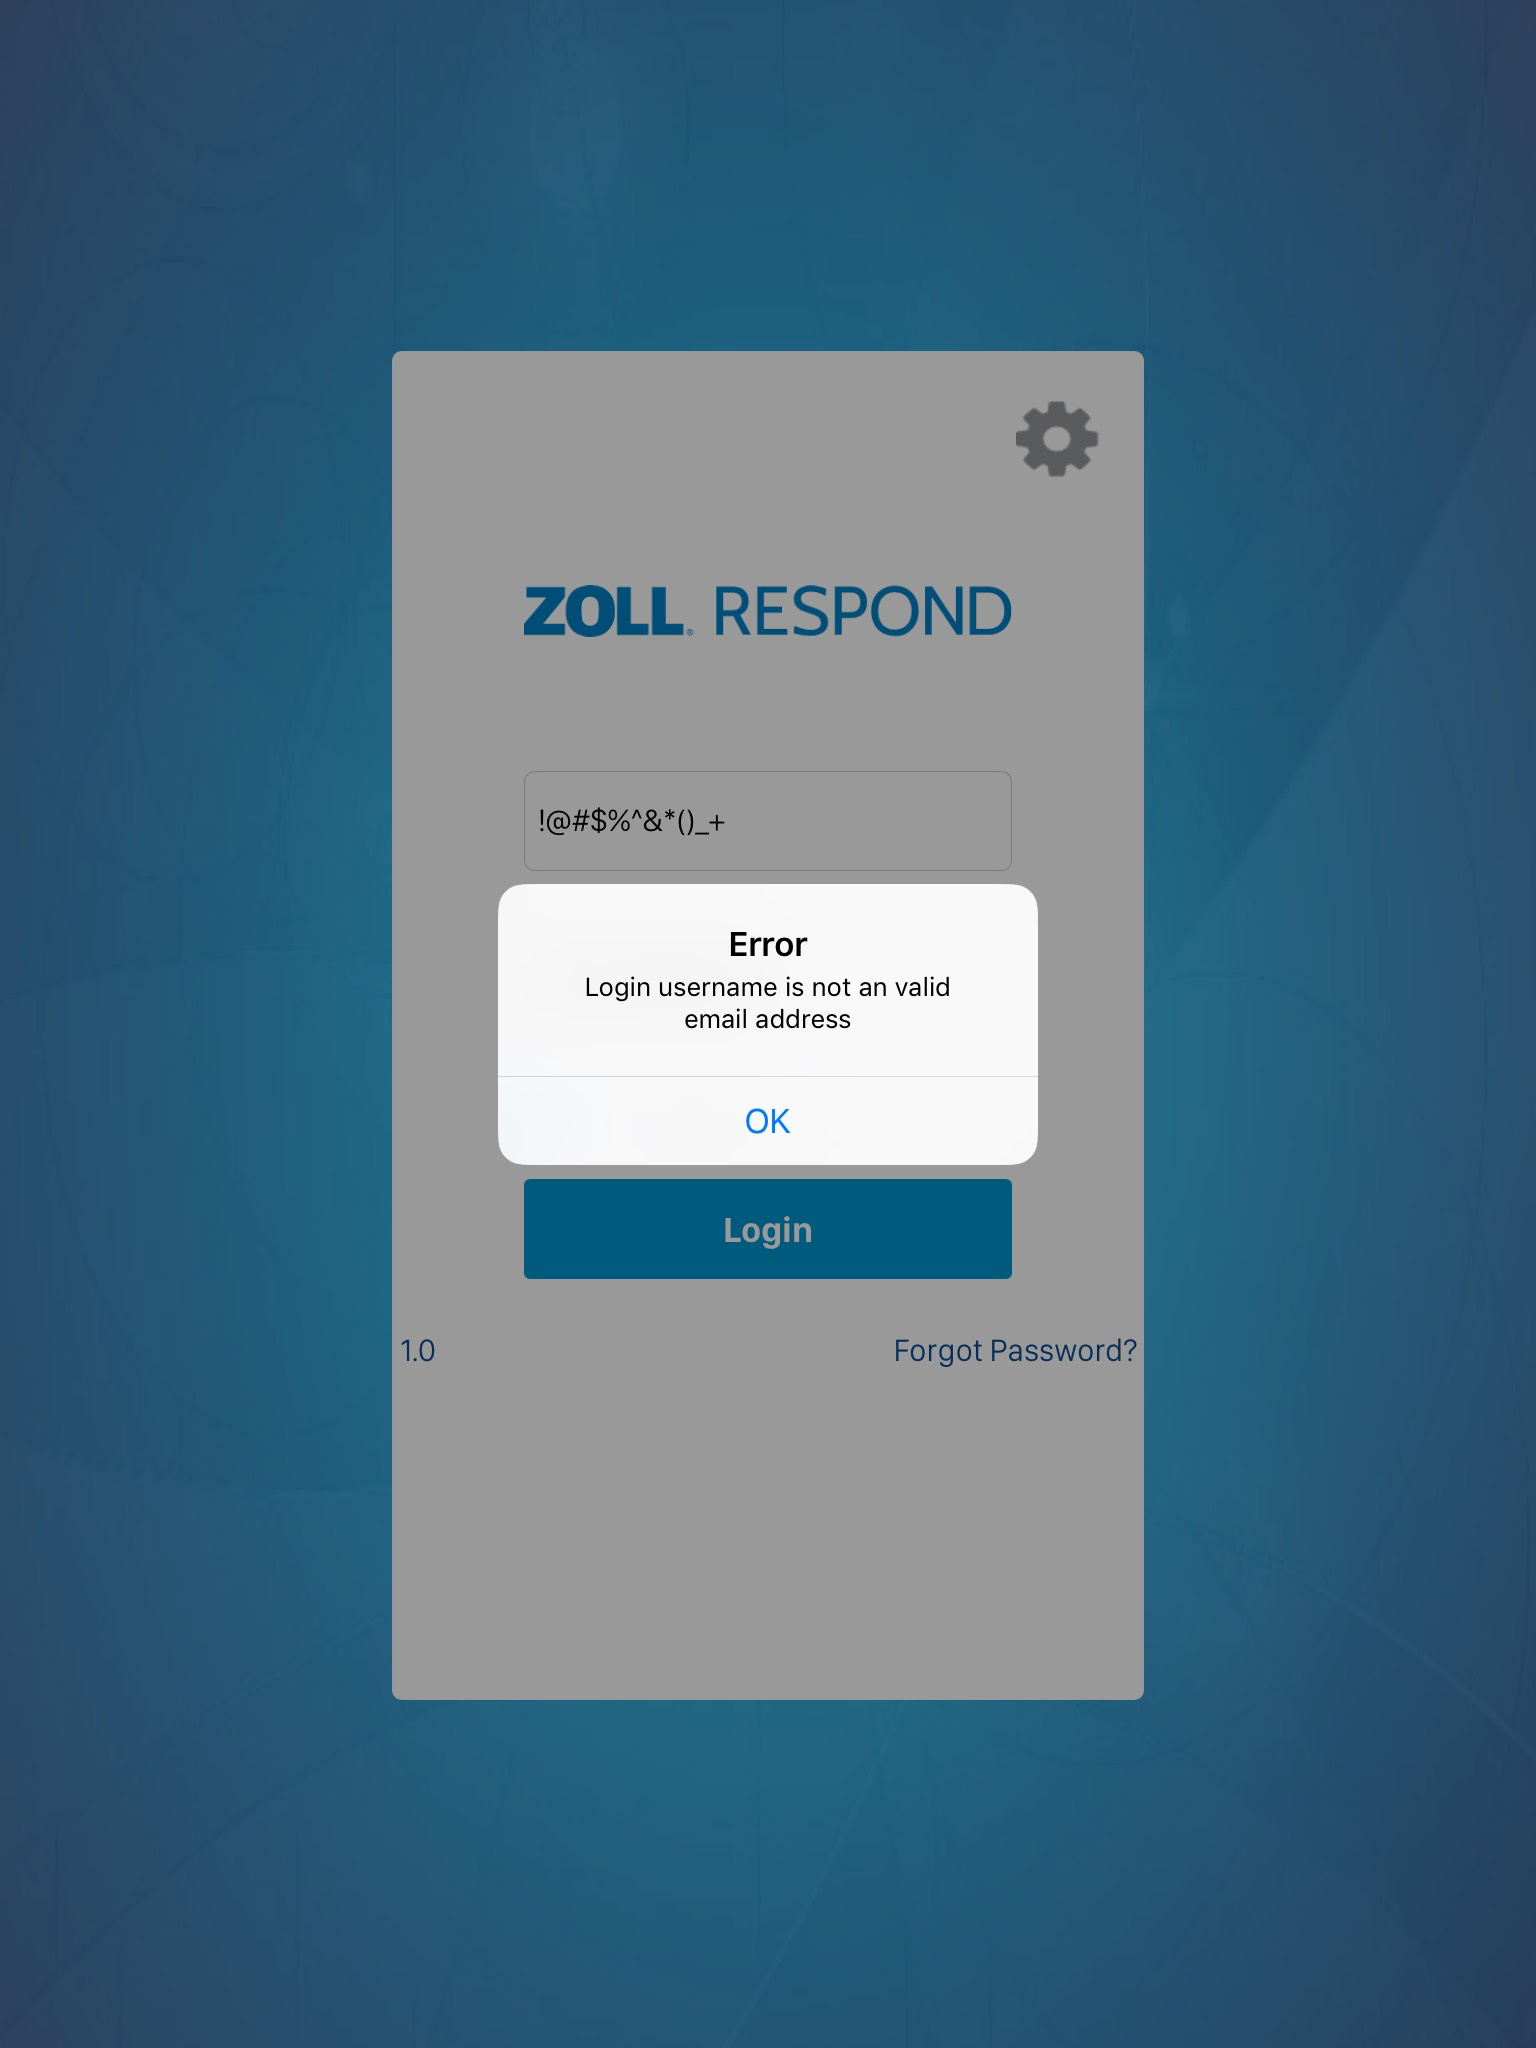 ZOLL® RESPOND
!@#$%^&*()_+
Error
Login username is not an valid
email address
OK
Login
1.0
Forgot Password?